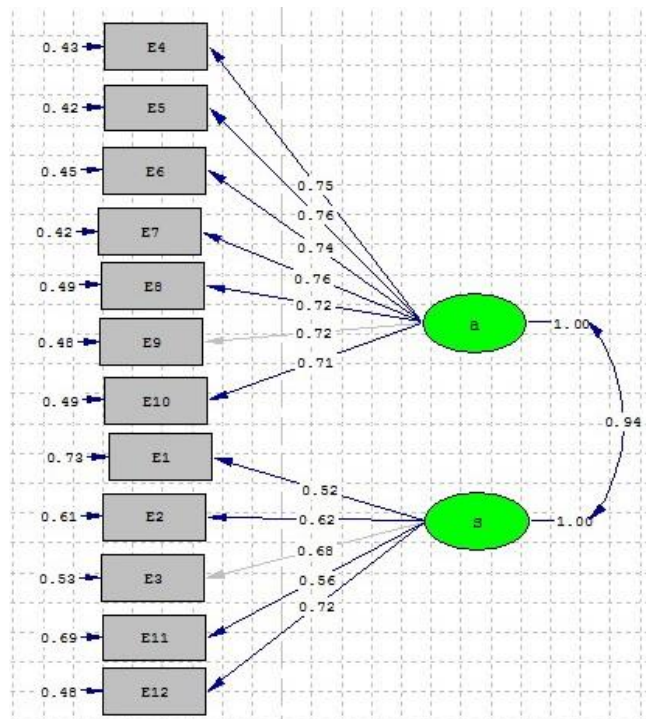 0.43 E4
0.42 E5
0.45 E6
0.75
0.76
0.42 E7
0.74
0.76
0.49 E8
0.72
a 1.00
0.48 E9
0.72
0.71
0.49 E10
0.94
0.73 E1
0.52
0.61 E2
0.62
s 1.00
0.68
0.53 E3
0.56
0.72
0.69 E11
0.48 E12